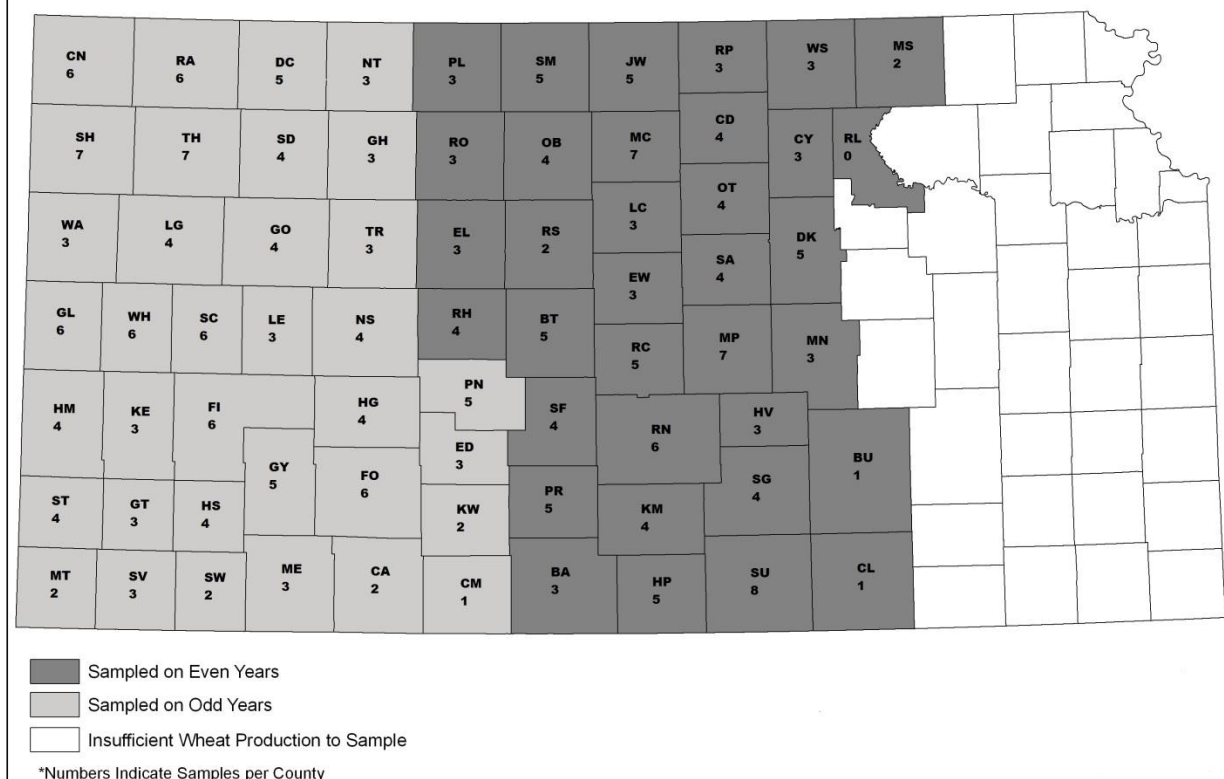 CN
6
RA
6
DC
5
NT
3
PL
3
SM
5
JW
5
RP
3
WS
3
MS
2
SH
7
TH
7
SD
4
GH
3
RO
3
OB
4
MC
7
CD
4
CY
3
RL
0
WA
3
LG
4
GO
4
TR
3
EL
3
RS
2
LC
3
OT
4
DK
5
EW
3
SA
4
GL
6
WH
6
SC
6
LE
3
NS
4
RH
4
BT
5
RC
5
MP
7
MN
3
HM
4
KE
3
FI
6
HG
4
PN
5
SF
4
RN
6
HV
3
BU
1
GY
5
FO
6
ED
3
SG
4
ST
4
GT
3
HS
4
KW
2
PR
5
KM
4
MT
2
SV
3
SW
2
ME
3
CA
2
CM
1
BA
3
HP
5
SU
8
CL
1
Sampled on Even Years
Sampled on Odd Years
Insufficient Wheat Production to Sample
*Numbers Indicate Samples per County